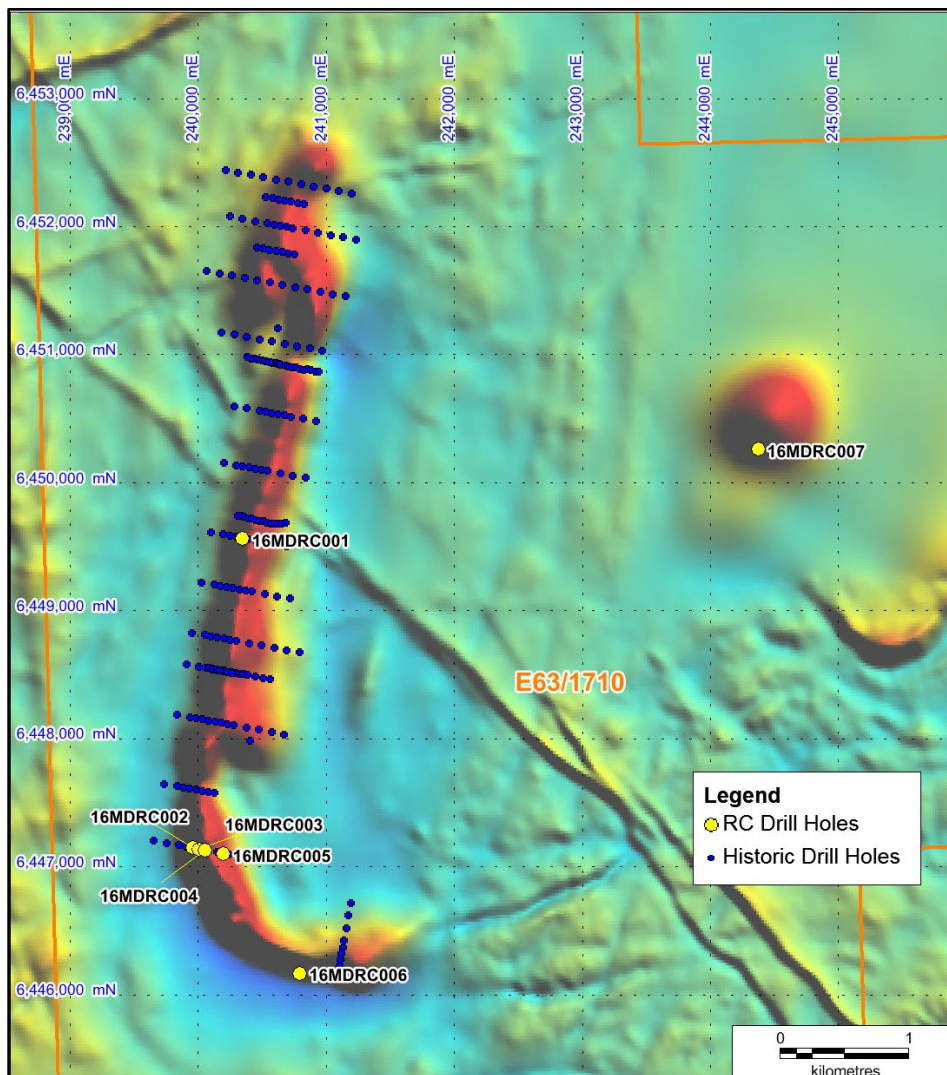 239,000 mE
240,000 mE
241,000 mE
242,000 mE
243,000 mE
244,000 mE
245,000 mE
6,453,000 mN
6,452,000 mN
6,451,000 mN
6,450,000 mN
16MDRC007
16MDRC001
6,449,000 mN
E63/1710
6,448,000 mN
Legend
RC Drill Holes
Historic Drill Holes
16MDRC002
16MDRC003
16MDRC005
6,447,000 mN
16MDRC004
16MDRC006
6,446,000 mN
0 1
kilometres